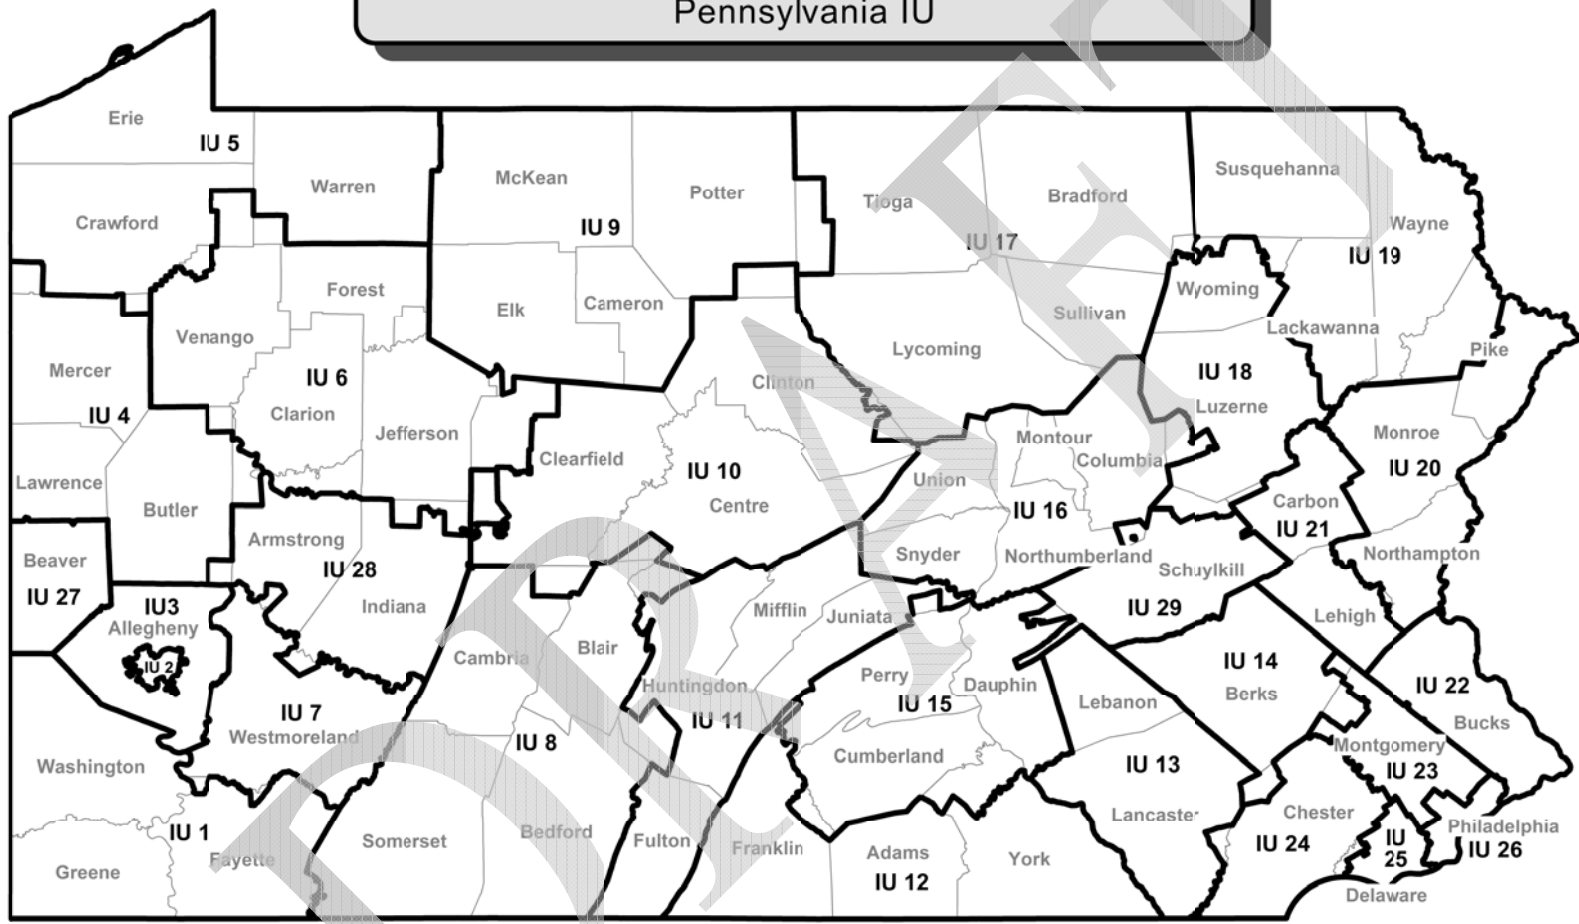 Pennsylvania IU
Erie
IU 5
Warren
McKean
Potter
Tioga
Bradford
Susquehanna
Wayne
Crawford
IU 9
IU 17
IU 19
Forest
Elk
Cameron
Sullivan
Wyoming
Lackawanna
Venango
Mercer
IU 6
Lycoming
Clinton
IU 18
Luzerne
Pike
IU 4
Clarion
Jefferson
Clearfield
IU 10
Centre
Montour
Columbia
Monroe
IU 20
Lawrence
Butler
Union
IU 16
Carbon
IU 21
Beaver
IU 27
Armstrong
IU 28
Indiana
Snyder
Northumberland
Schuylkill
IU 29
Northampton
IU3
Allegheny
IU 2
Mifflin
Juniata
Lehigh
Cambria
Blair
Huntingdon
IU 11
Perry
IU 15
Dauphin
Lebanon
IU 14
Berks
IU 22
Bucks
IU 7
Westmoreland
IU 8
Washington
Cumberland
IU 13
Lancaster
Montgomery
IU 23
IU 1
Fayette
Greene
Somerset
Bedford
Fulton
Franklin
Adams
IU 12
York
Chester
IU 24
IU
25
Philadelphia
IU 26
Delaware
DRAFT